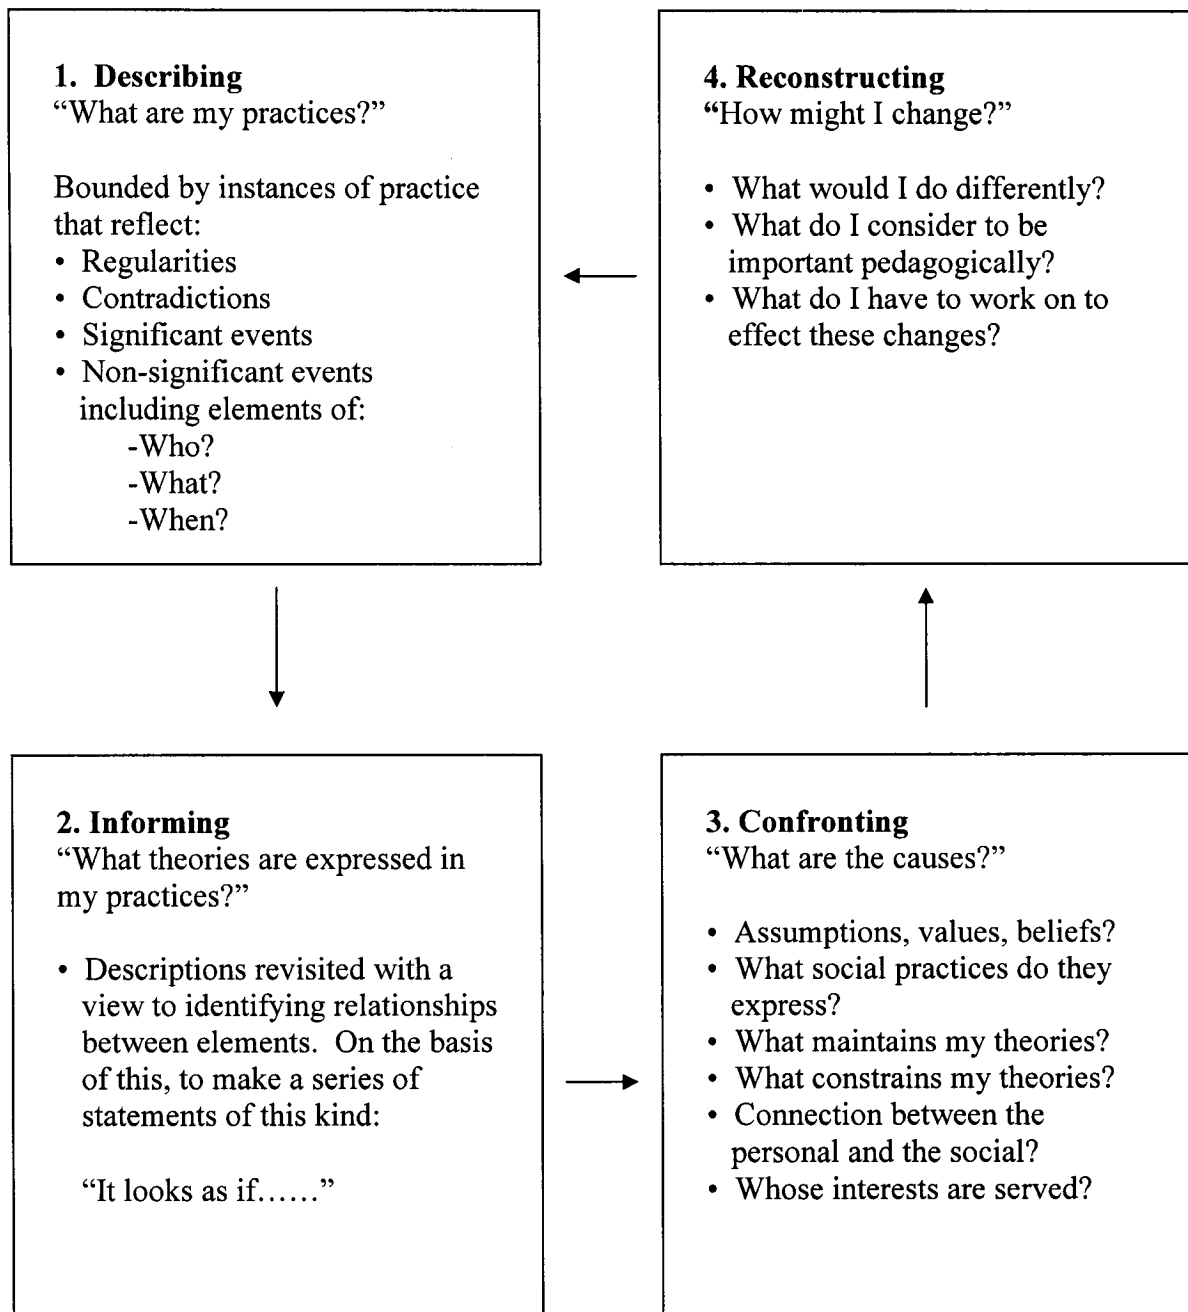 1. Describing
“What are my practices?”
Bounded by instances of practice
that reflect:
• Regularities
• Contradictions
• Significant events
• Non-significant events
including elements of:
-Who?
-What?
-When?
2. Informing
“What theories are expressed in
my practices?”
• Descriptions revisited with a
view to identifying relationships
between elements. On the basis
of this, to make a series of
statements of this kind:
“It looks as if……”
3. Confronting
“What are the causes?”
• Assumptions, values, beliefs?
• What social practices do they
express?
• What maintains my theories?
• What constrains my theories?
• Connection between the
personal and the social?
• Whose interests are served?
4. Reconstructing
“How might I change?”
• What would I do differently?
• What do I consider to be
important pedagogically?
• What do I have to work on to
effect these changes?